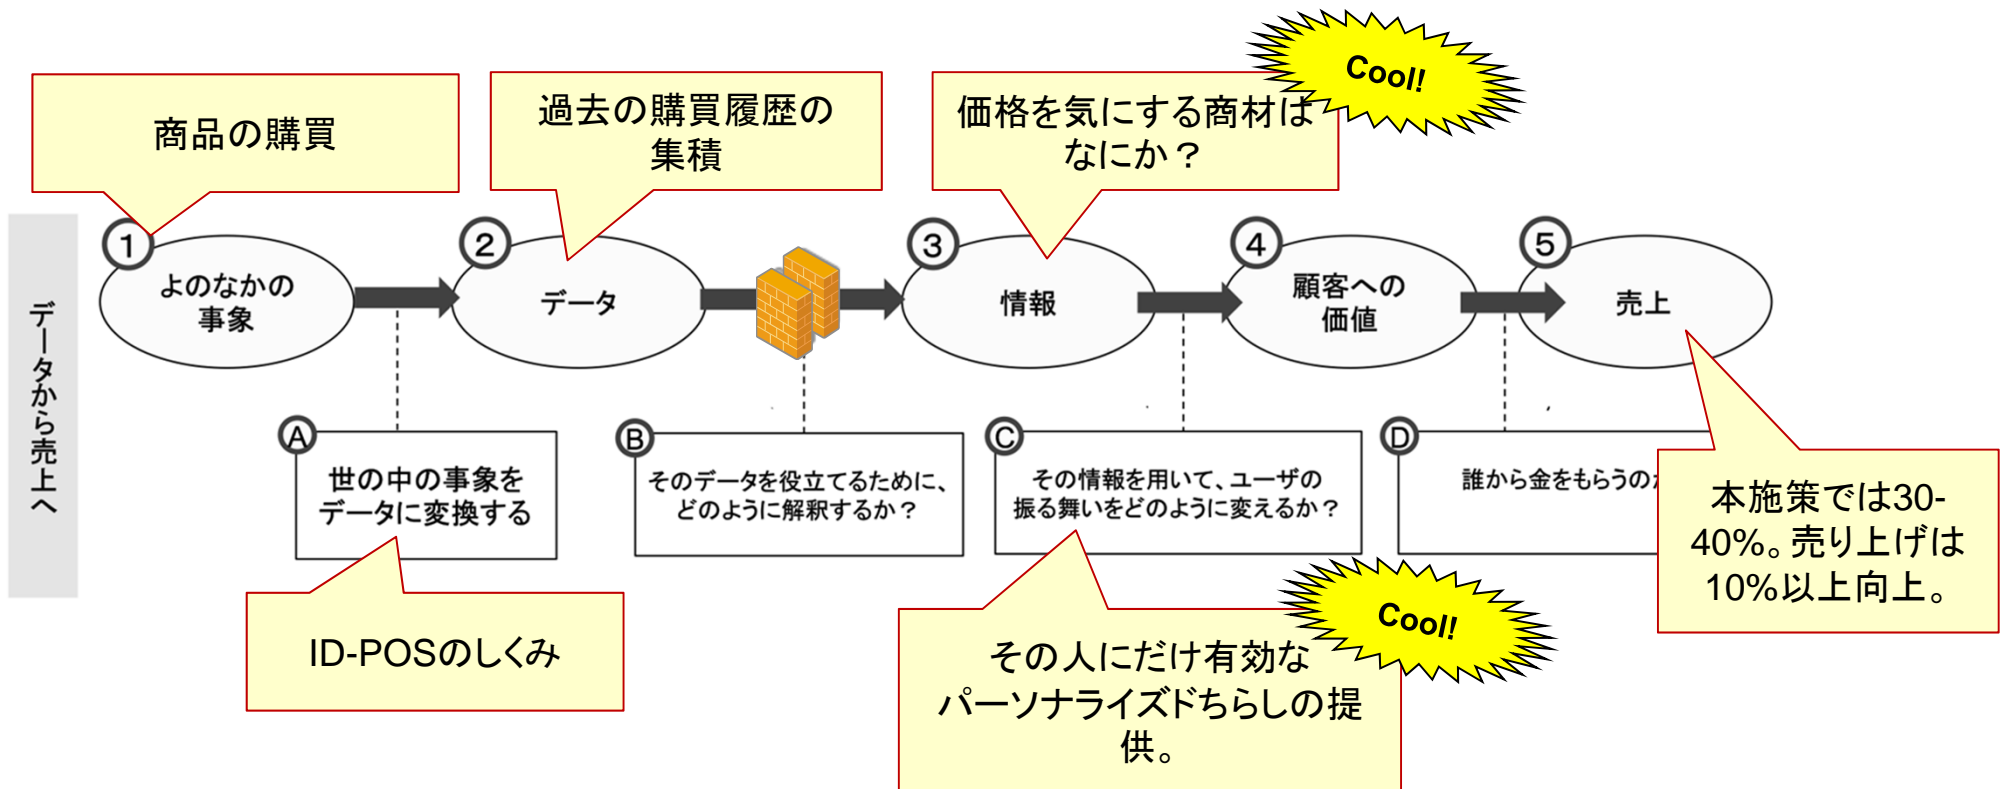 Cool!
商品の購買
過去の購買履歴の
集積
価格を気にする商材は
なにか？
データから売上へ
1
よのなかの
事象
2
データ
3
情報
4
顧客への
価値
5
売上
A
世の中の事象を
データに変換する
B
そのデータを役立てるために、
どのように解釈するか？
C
その情報を用いて、ユーザの
振る舞いをどのように変えるか？
D
誰から金をもらうの
本施策では30-
40%。売り上げは
10%以上向上。
ID-POSのしくみ
Cool!
その人にだけ有効な
パーソナライズドちらしの提
供。